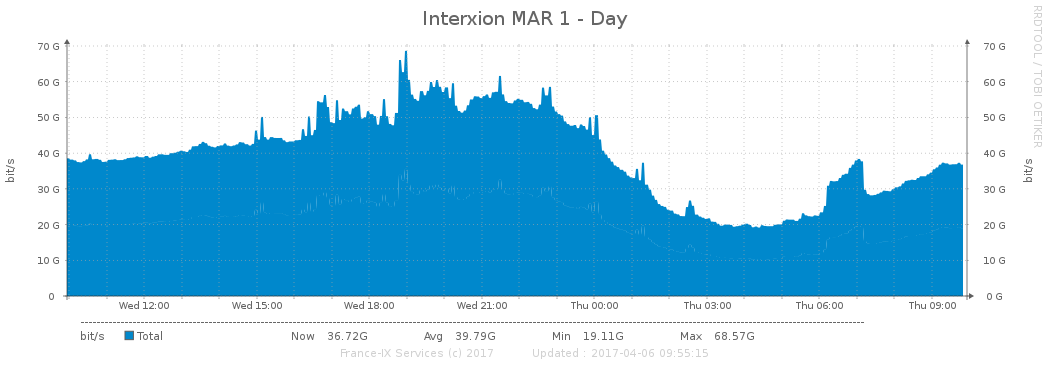 Interxion MAR 1 - Day
RRDTOOL / TOBI OETIKER
70 G 70 G
60 G 60 G
50 G 50 G
40 G 40 G
30 G 30 G
20 G 20 G
10 G 10 G
0 0 G
bit/s bit/s
Wed 12:00 Wed 15:00 Wed 18:00 Wed 21:00 Thu 00:00 Thu 03:00 Thu 06:00 Thu 09:00
bit/s Total Now 36.72G Avg 39.79G Min 19.11G Max 68.57G
France-IX Services (c) 2017 Updated : 2017-04-06 09:55:15